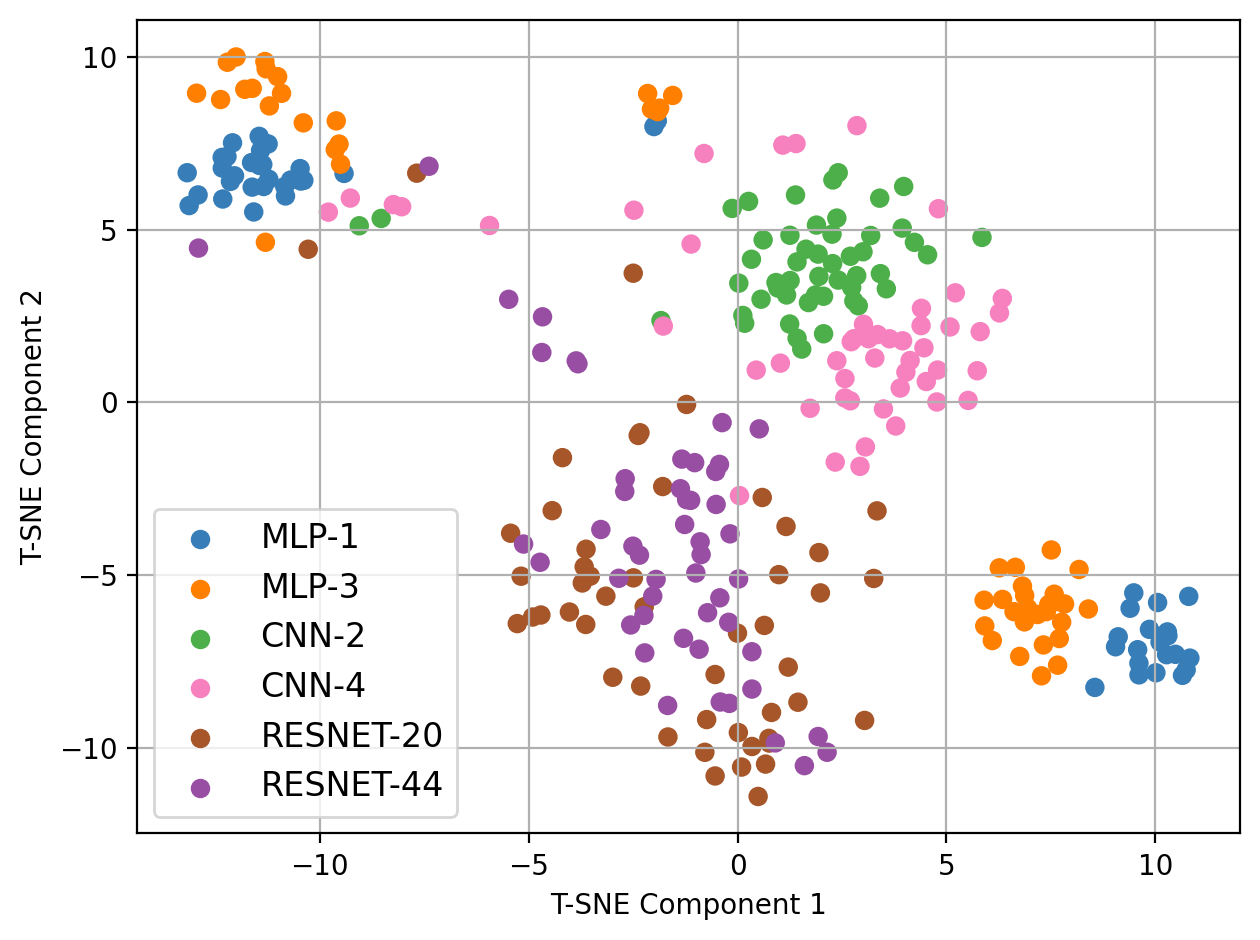 10
5
0
−5
−10
T-SNE Component 2
MLP-1
MLP-3
CNN-2
CNN-4
RESNET-20
RESNET-44
−10
−5
0
5
10
T-SNE Component 1